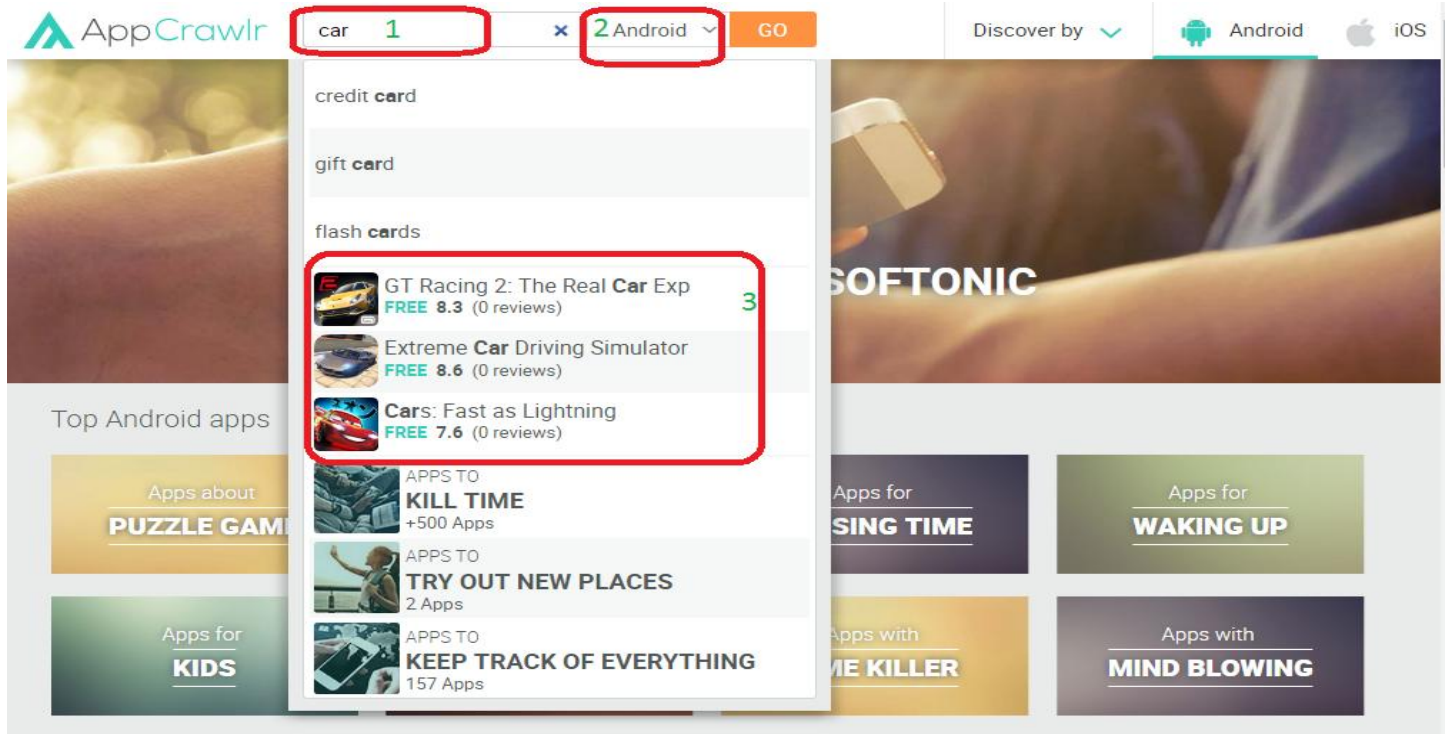 AppCrawlr
car 1
2 Android
GO
Discover by
Android
iOS
credit card
gift card
flash cards
GT Racing 2: The Real Car Exp
FREE 8.3 (0 reviews)
3
Extreme Car Driving Simulator
FREE 8.6 (0 reviews)
Cars: Fast as Lightning
FREE 7.6 (0 reviews)
APPS TO
KILL TIME
+500 Apps
APPS TO
TRY OUT NEW PLACES
2 Apps
APPS TO
KEEP TRACK OF EVERYTHING
157 Apps
SOFTONIC
Top Android apps
Apps about
PUZZLE GAM
Apps for
SING TIME
Apps for
WAKING UP
Apps for
KIDS
Apps with
ME KILLER
Apps with
MIND BLOWING